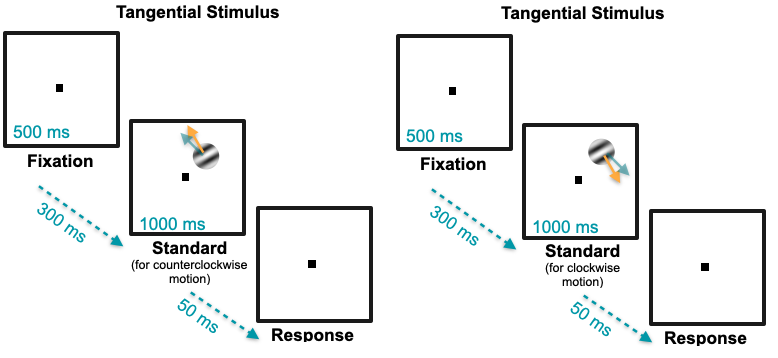 Tangential Stimulus
500 ms
Fixation
300 ms
1000 ms
Standard
(for counterclockwise
motion)
50 ms
Response
Tangential Stimulus
500 ms
Fixation
300 ms
1000 ms
Standard
(for clockwise
motion)
50 ms
Response